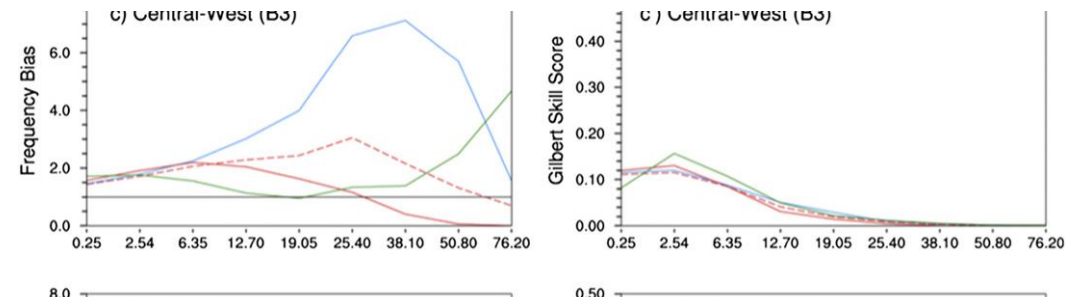 c) Central-West (B3)
Frequency Bias
6.0
4.0
2.0
0.0
0.25 2.54 6.35 12.70 19.05 25.40 38.10 50.80 76.20
8.0
c') Central-West (B3)
Gilbert Skill Score
0.40
0.30
0.20
0.10
0.00
0.25 2.54 6.35 12.70 19.05 25.40 38.10 50.80 76.20
0.50